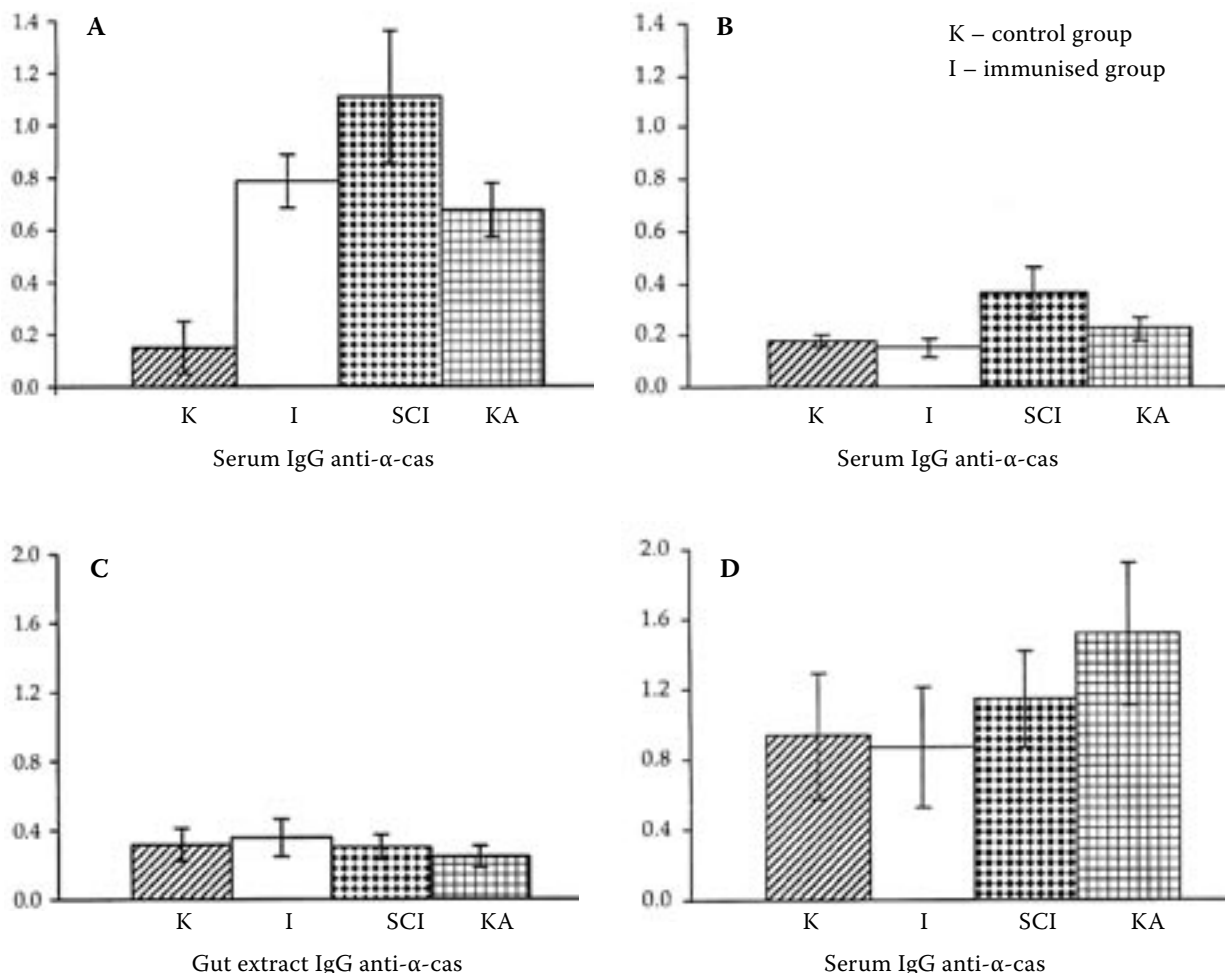 A
1.4
1.2
1.0
0.8
0.6
0.4
0.2
0.0
K I SCI KA
Serum IgG anti-α-cas
B
K – control group
I – immunised group
1.4
1.2
1.0
0.8
0.6
0.4
0.2
0.0
K I SCI KA
Serum IgG anti-α-cas
C
2.0
1.6
1.2
0.8
0.4
0.0
K I SCI KA
Gut extract IgG anti-α-cas
D
2.0
1.6
1.2
0.8
0.4
0.0
K I SCI KA
Serum IgG anti-α-cas